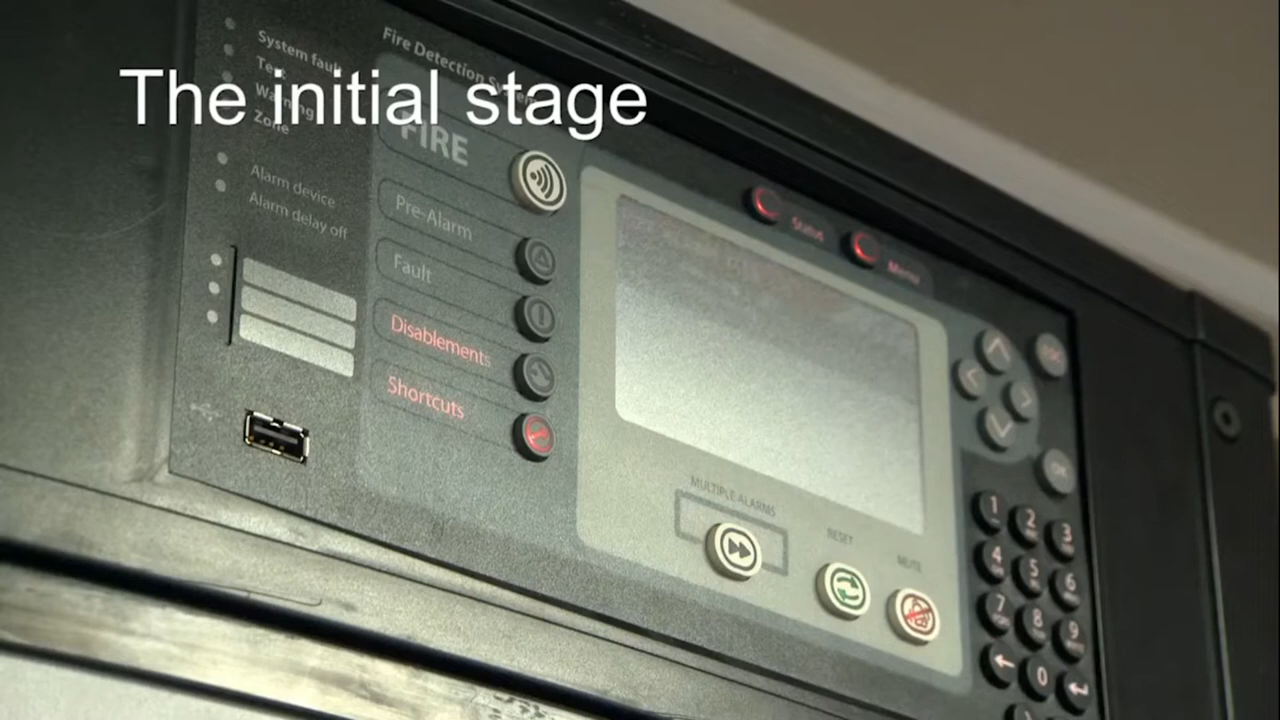 The initial stage
System fault
Test
Warning
Zone
Alarm device
Alarm delay off
Fire Detection System
FIRE
Pre-Alarm
Fault
Disablements
Shortcuts
Status
Menu
MULTIPLE ALARMS
RESET
MUTE
ESC
OK
1 2 3
4 5 6
7 8 9
0